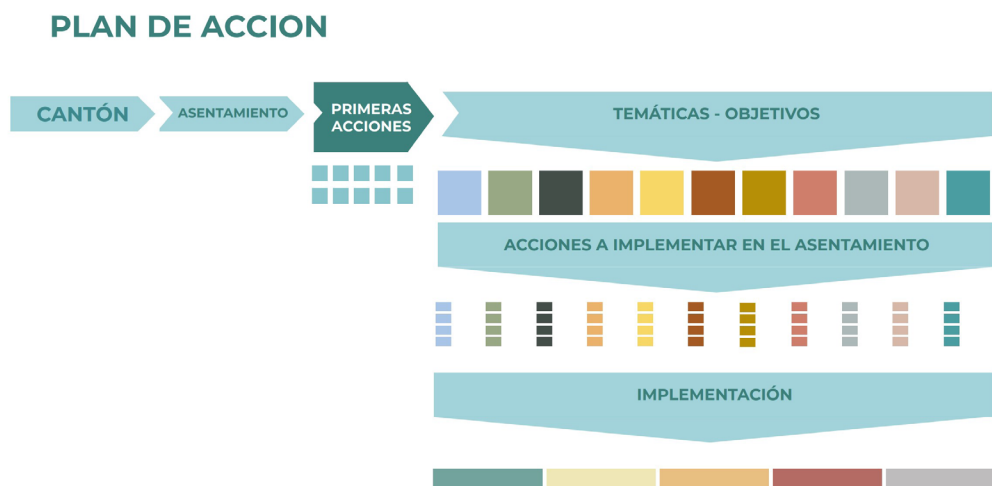 PLAN DE ACCION
CANTÓN
ASENTAMIENTO
PRIMERAS
ACCIONES
TEMÁTICAS - OBJETIVOS
ACCIONES A IMPLEMENTAR EN EL ASENTAMIENTO
IMPLEMENTACIÓN